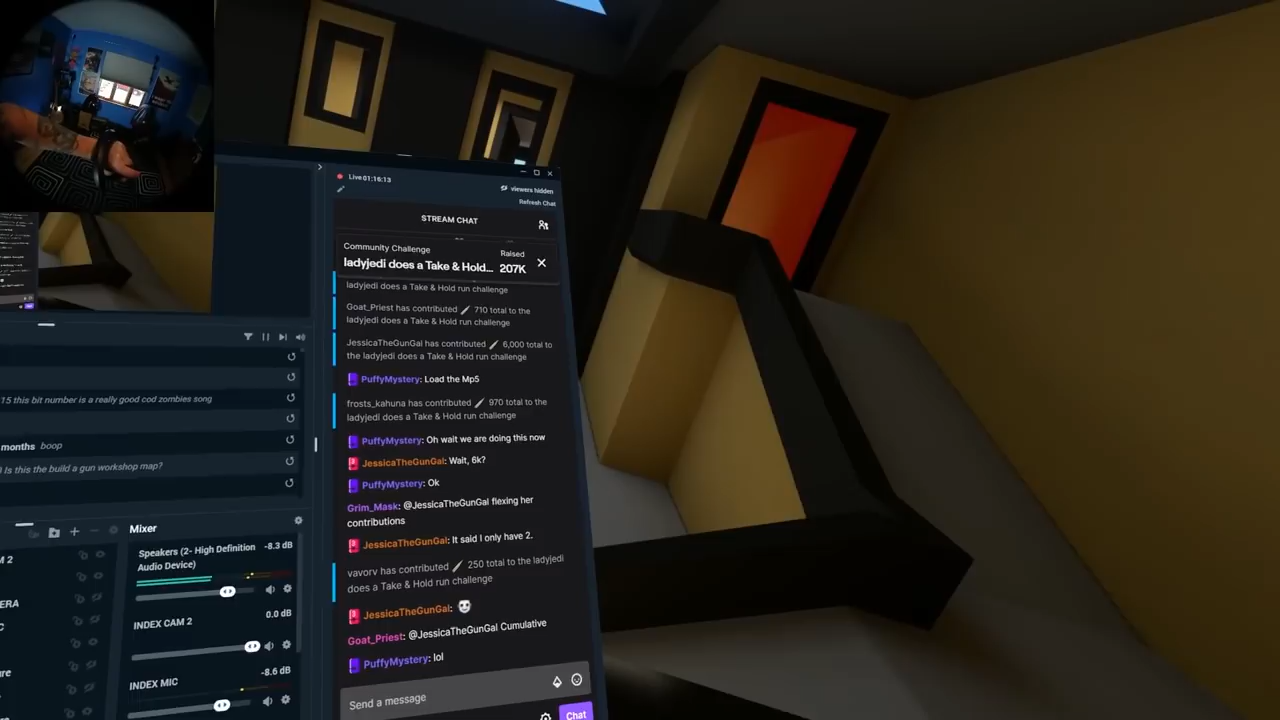 Live 01:16:13
viewers hidden
Refresh Chat
STREAM CHAT
Community Challenge
ladyjedi does a Take & Hold...
Raised
207K
ladyjedi does a Take & Hold run challenge
Goat_Priest has contributed 710 total to the
ladyjedi does a Take & Hold run challenge
JessicaTheGunGal has contributed 6,000 total to
the ladyjedi does a Take & Hold run challenge
PuffyMystery: Load the Mp5
frosts_kahuna has contributed 970 total to the
ladyjedi does a Take & Hold run challenge
PuffyMystery: Oh wait we are doing this now
JessicaTheGunGal: Wait, 6k?
PuffyMystery: Ok
Grim_Mask: @JessicaTheGunGal flexing her
contributions
JessicaTheGunGal: It said I only have 2.
vavorv has contributed 250 total to the ladyjedi
does a Take & Hold run challenge
JessicaTheGunGal:
Goat_Priest: @JessicaTheGunGal Cumulative
PuffyMystery: lol
Send a message
Chat
15 this bit number is a really good cod zombies song
months boop
Is this the build a gun workshop map?
Mixer
Speakers (2- High Definition
Audio Device)
-8.3 dB
INDEX CAM 2
0.0 dB
INDEX MIC
-8.6 dB
M 2
ERA